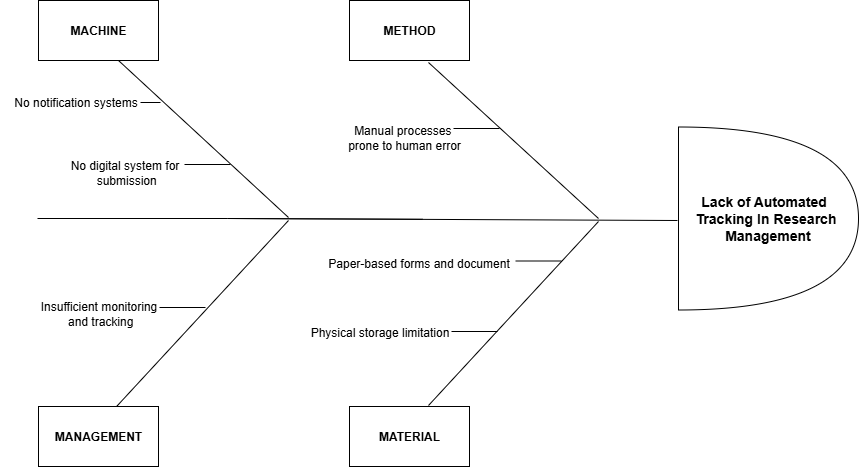 MACHINE
METHOD
No notification systems
Manual processes
prone to human error
No digital system for
submission
Lack of Automated
Tracking In Research
Management
Paper-based forms and document
Insufficient monitoring
and tracking
Physical storage limitation
MANAGEMENT
MATERIAL